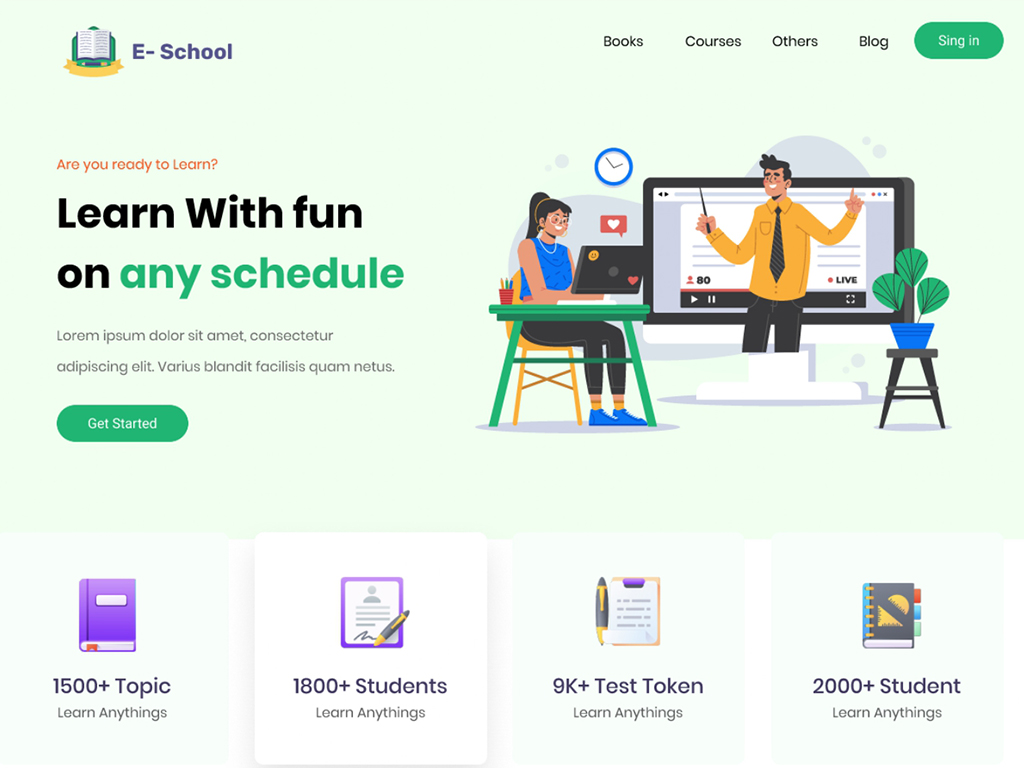 E- School
Books
Courses
Others
Blog
Sing in
Are you ready to Learn?
Learn With fun
on any schedule
Lorem ipsum dolor sit amet, consectetur
adipiscing elit. Varius blandit facilisis quam netus.
Get Started
80
LIVE
1500+ Topic
Learn Anythings
1800+ Students
Learn Anythings
9K+ Test Token
Learn Anythings
2000+ Student
Learn Anythings